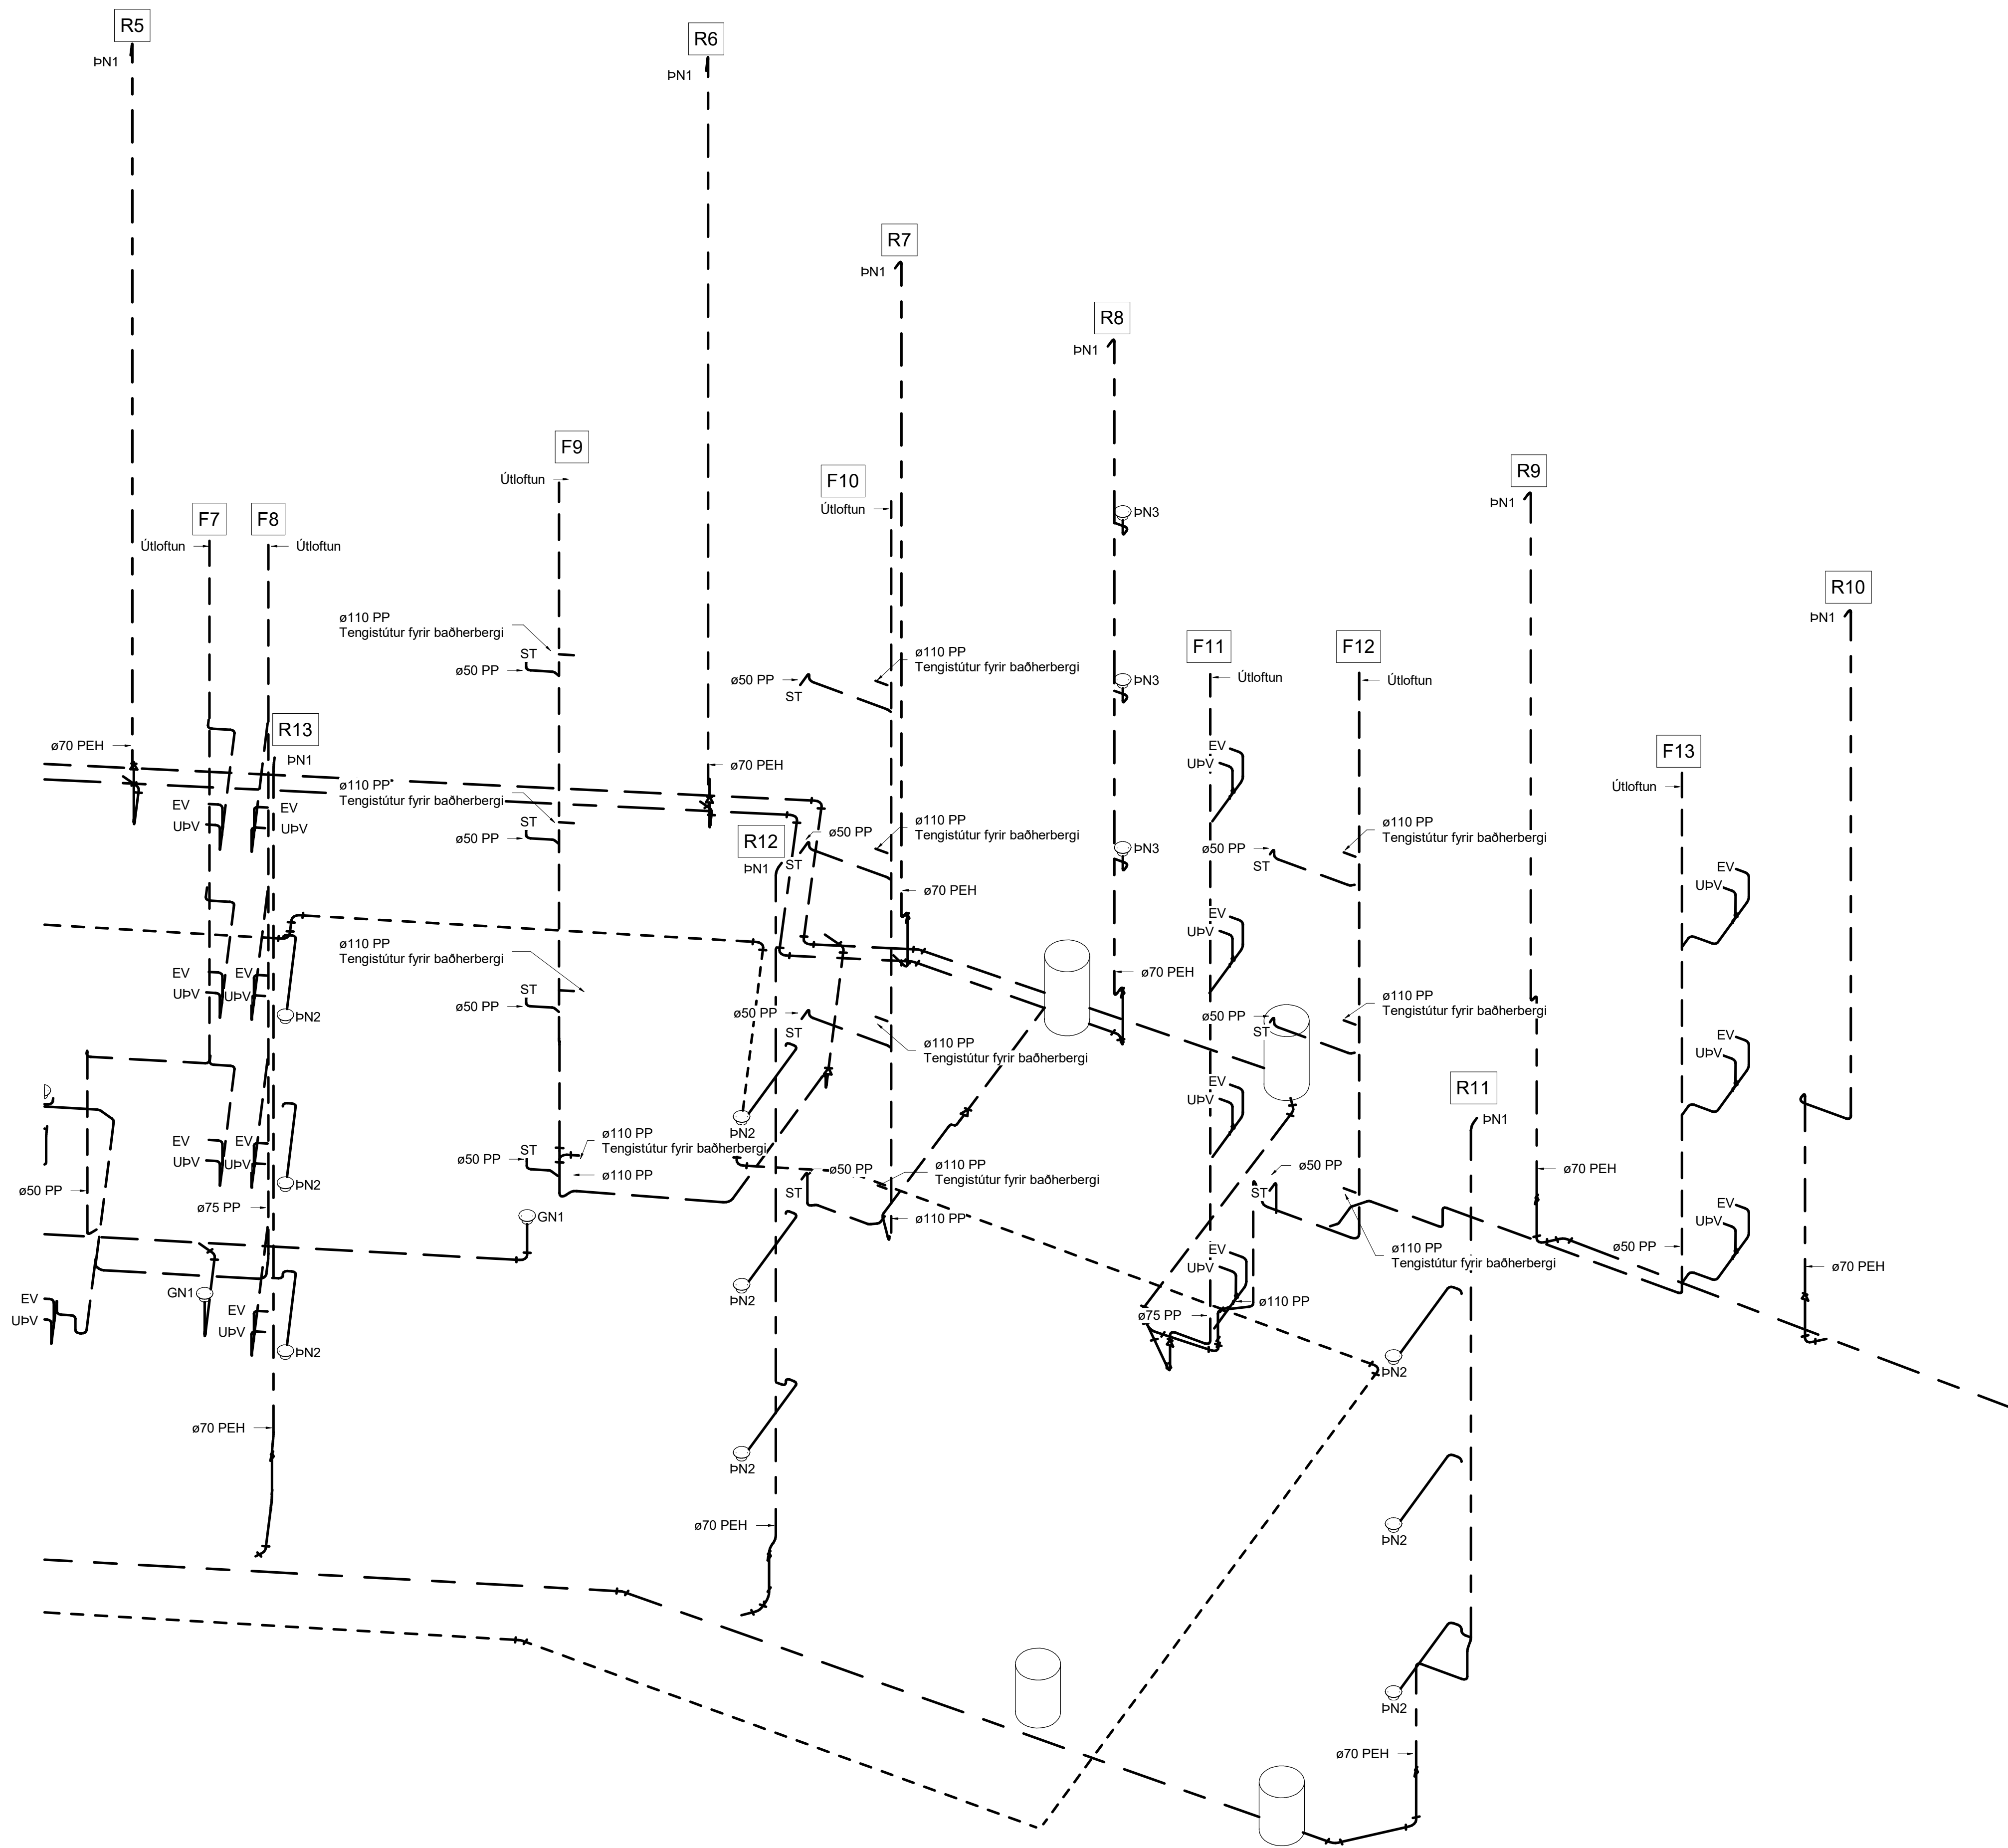 R5
ÞN1
R6
ÞN1
R7
ÞN1
R8
ÞN1
F9
Útloftun
R9
ÞN1
F10
Útloftun
F7
F8
Útloftun
Útloftun
ÞN3
R10
ÞN1
ø110 PP
Tengistútur fyrir baðherbergi
ST
ø50 PP
ø110 PP
Tengistútur fyrir baðherbergi
ø50 PP
ST
ÞN3
F11
Útloftun
F12
Útloftun
R13
ÞN1
ø70 PEH
ø70 PEH
EV
UÞV
F13
Útloftun
ø110 PP
Tengistútur fyrir baðherbergi
ST
ø50 PP
EV
UÞV
EV
UÞV
R12
ÞN1
ø50 PP
ST
ø110 PP
Tengistútur fyrir baðherbergi
ÞN3
ø50 PP
ST
ø110 PP
Tengistútur fyrir baðherbergi
ø70 PEH
EV
UÞV
EV
UÞV
ø110 PP
Tengistútur fyrir baðherbergi
ST
ø50 PP
EV
UÞV
EV
UÞV
ÞN2
ø70 PEH
ø50 PP
ST
ø110 PP
Tengistútur fyrir baðherbergi
ø50 PP
ST
ø110 PP
Tengistútur fyrir baðherbergi
EV
UÞV
EV
UÞV
R11
ÞN1
ÞN2
EV
UÞV
EV
UÞV
ÞN2
ø110 PP
Tengistútur fyrir baðherbergi
ST
ø50 PP
ø110 PP
ø50 PP
ST
ø110 PP
Tengistútur fyrir baðherbergi
ø50 PP
ST
ø70 PEH
ø50 PP
ø75 PP
GN1
ø110 PP
EV
UÞV
EV
UÞV
ø110 PP
Tengistútur fyrir baðherbergi
ø50 PP
ø70 PEH
GN1
EV
UÞV
EV
UÞV
ÞN2
ÞN2
ø110 PP
ø75 PP
ÞN2
ø70 PEH
ÞN2
ø70 PEH
ÞN2
ÞN2
ø70 PEH